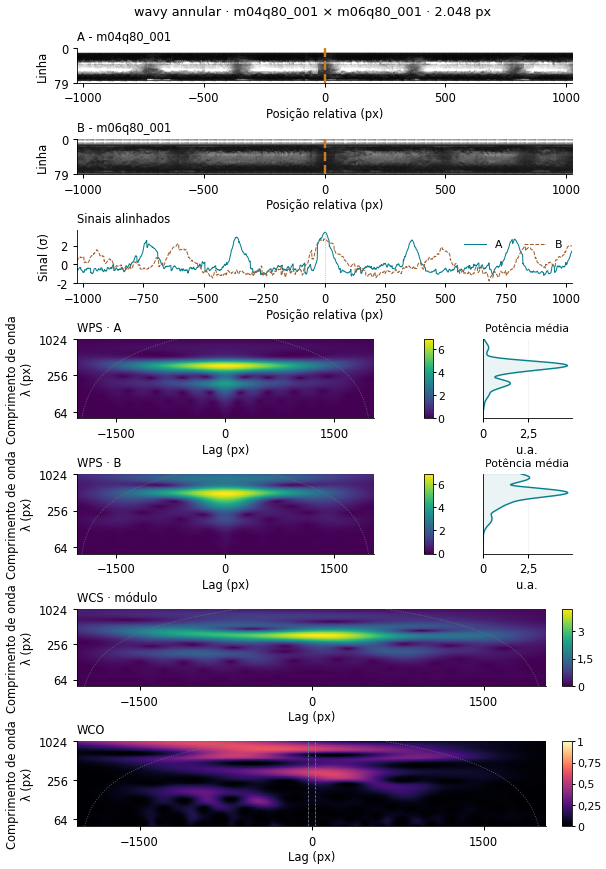 wavy annular · m04q80_001 × m06q80_001 · 2.048 px
A - m04q80_001
Linha
0
79
−1000 −500 0 500 1000
Posição relativa (px)
B - m06q80_001
Linha
0
79
−1000 −500 0 500 1000
Posição relativa (px)
Sinais alinhados
Sinal (σ)
2
0
-2
A B
−1000 −750 −500 −250 0 250 500 750 1000
Posição relativa (px)
WPS · A
Comprimento de onda
λ (px)
1024
256
64
−1500 0 1500
Lag (px)
6
4
2
0
Potência média
0 2,5
u.a.
WPS · B
Comprimento de onda
λ (px)
1024
256
64
−1500 0 1500
Lag (px)
6
4
2
0
Potência média
0 2,5
u.a.
WCS · módulo
Comprimento de onda
λ (px)
1024
256
64
−1500 0 1500
Lag (px)
3
1,5
0
WCO
Comprimento de onda
λ (px)
1024
256
64
−1500 0 1500
Lag (px)
1
0,75
0,5
0,25
0